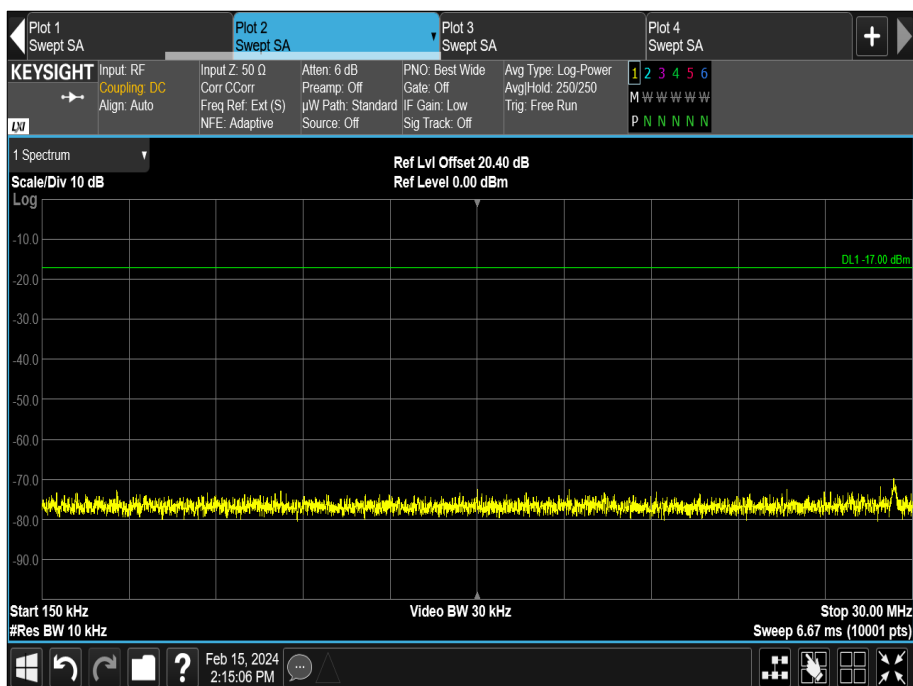 Plot 1
Swept SA
Plot 2
Swept SA
Plot 3
Swept SA
Plot 4
Swept SA
+
KEYSIGHT
Input: RF
Coupling: DC
Align: Auto
LXI
Input Z: 50 Ω
Corr CCorr
Freq Ref: Ext (S)
NFE: Adaptive
Atten: 6 dB
Preamp: Off
µW Path: Standard
Source: Off
PNO: Best Wide
Gate: Off
IF Gain: Low
Sig Track: Off
Avg Type: Log-Power
Avg|Hold: 250/250
Trig: Free Run
1 2 3 4 5 6
M W W W W W
P N N N N N
1 Spectrum
Scale/Div 10 dB
Ref Lvl Offset 20.40 dB
Ref Level 0.00 dBm
Log
-10.0
DL1 -17.00 dBm
-20.0
-30.0
-40.0
-50.0
-60.0
-70.0
-80.0
-90.0
Start 150 kHz
#Res BW 10 kHz
Video BW 30 kHz
Stop 30.00 MHz
Sweep 6.67 ms (10001 pts)
?
Feb 15, 2024
2:15:06 PM